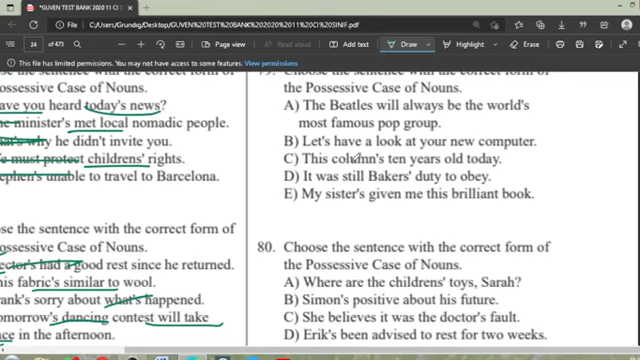 *GUVEN TEST BANK 2020 11 CI S
File | C:/Users/Grundig/Desktop/GUVEN%20TEST%20BANK%202020%2011%20CI%20SINIF.pdf
24 of 473 Page view Read aloud Add text Draw Highlight Erase
This file has limited permissions. You may not have access to some features. View permissions
ose the sentence with the correct form of
the Possessive Case of Nouns.
ave you heard today's news?
minister's met local nomadic people.
hat's why he didn't invite you.
must protect childrens' rights.
ephen's unable to travel to Barcelona.
ose the sentence with the correct form of
ossessive Case of Nouns.
ector's had a good rest since he returned.
is fabric's similar to wool.
rank's sorry about what's happened.
omorrow's dancing contest will take
ce in the afternoon.
79. Choose the sentence with the correct form of
the Possessive Case of Nouns.
A) The Beatles will always be the world's
most famous pop group.
B) Let's have a look at your new computer.
C) This column's ten years old today.
D) It was still Bakers' duty to obey.
E) My sister's given me this brilliant book.
80. Choose the sentence with the correct form of
the Possessive Case of Nouns.
A) Where are the childrens' toys, Sarah?
B) Simon's positive about his future.
C) She believes it was the doctor's fault.
D) Erik's been advised to rest for two weeks.